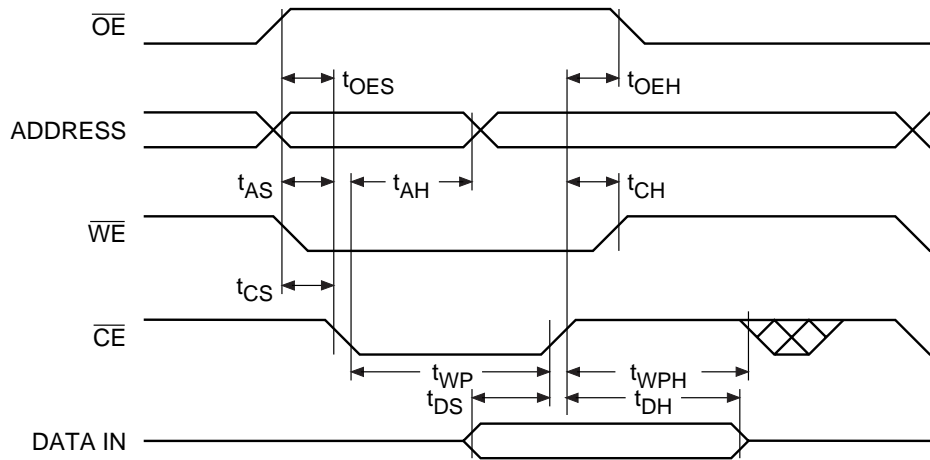 OE
tOES
tOEH
ADDRESS
tAS
tAH
tCH
WE
tCS
CE
tWP
tWPH
tDS
tDH
DATA IN